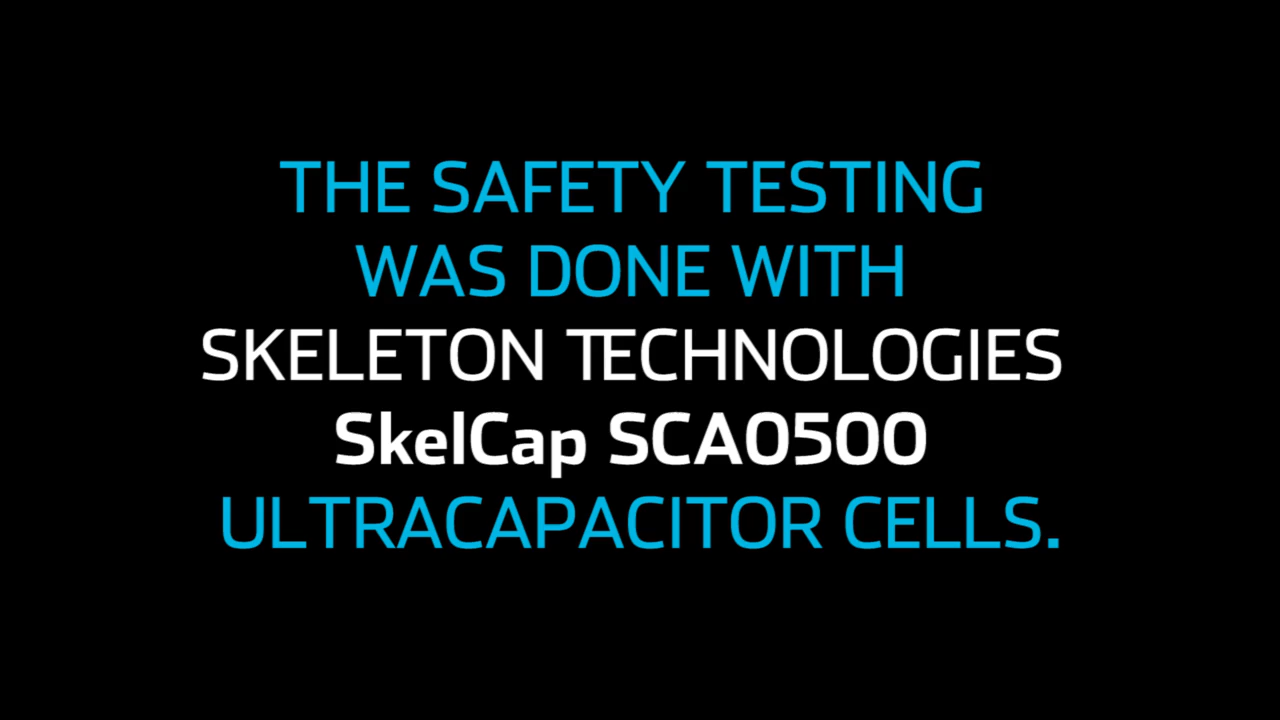 THE SAFETY TESTING
WAS DONE WITH
SKELETON TECHNOLOGIES
SkelCap SCA0500
ULTRACAPACITOR CELLS.